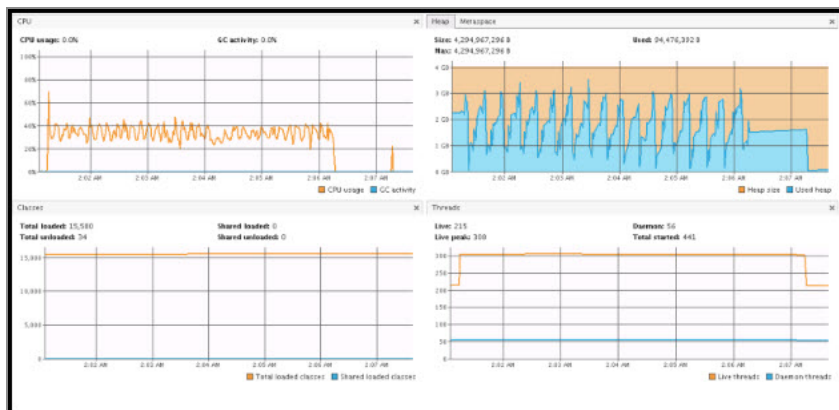 CPU
CPU usage: 0.0% GC activity: 0.0%
100%
80%
60%
40%
20%
0%
2:02 AM 2:03 AM 2:04 AM 2:05 AM 2:06 AM 2:07 AM
CPU usage GC activity
Heap Metaspace
Size: 4,294,967,296 B Used: 94,476,392 B
Max: 4,294,967,296 B
4 GB
3 GB
2 GB
1 GB
0 GB
2:02 AM 2:03 AM 2:04 AM 2:05 AM 2:06 AM 2:07 AM
Heap size Used heap
Classes
Total loaded: 15,580 Shared loaded: 0
Total unloaded: 34 Shared unloaded: 0
15,000
10,000
5,000
0
2:02 AM 2:03 AM 2:04 AM 2:05 AM 2:06 AM 2:07 AM
Total loaded classes Shared loaded classes
Threads
Live: 215 Daemon: 56
Live peak: 308 Total started: 441
300
250
200
150
100
50
0
2:02 AM 2:03 AM 2:04 AM 2:05 AM 2:06 AM 2:07 AM
Live threads Daemon threads